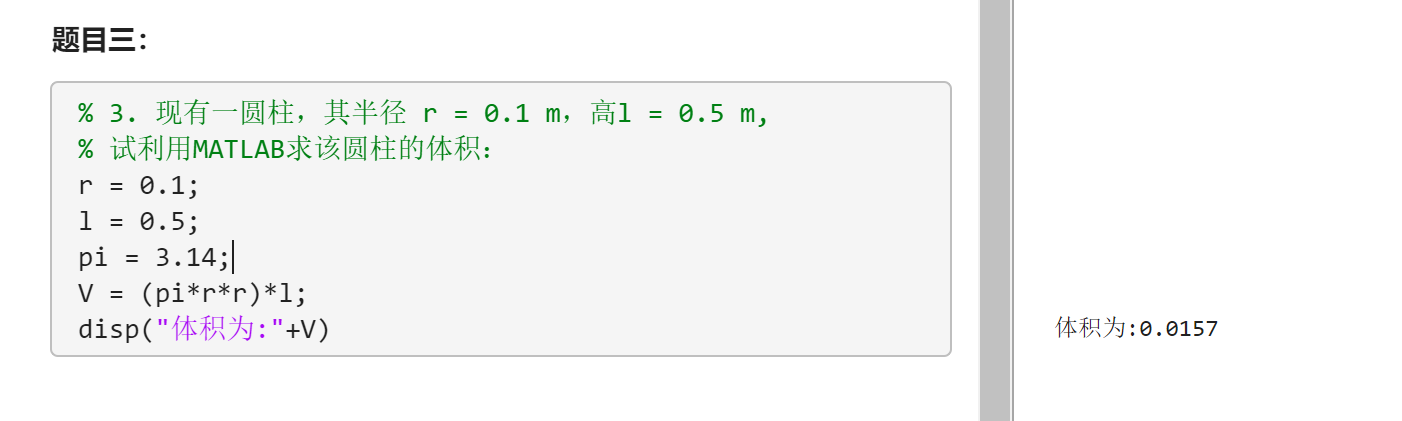 题目三：
% 3. 现有一圆柱，其半径 r = 0.1 m，高l = 0.5 m,
% 试利用MATLAB求该圆柱的体积：
r = 0.1;
l = 0.5;
pi = 3.14;
V = (pi*r*r)*l;
disp("体积为:"+V)
体积为:0.0157